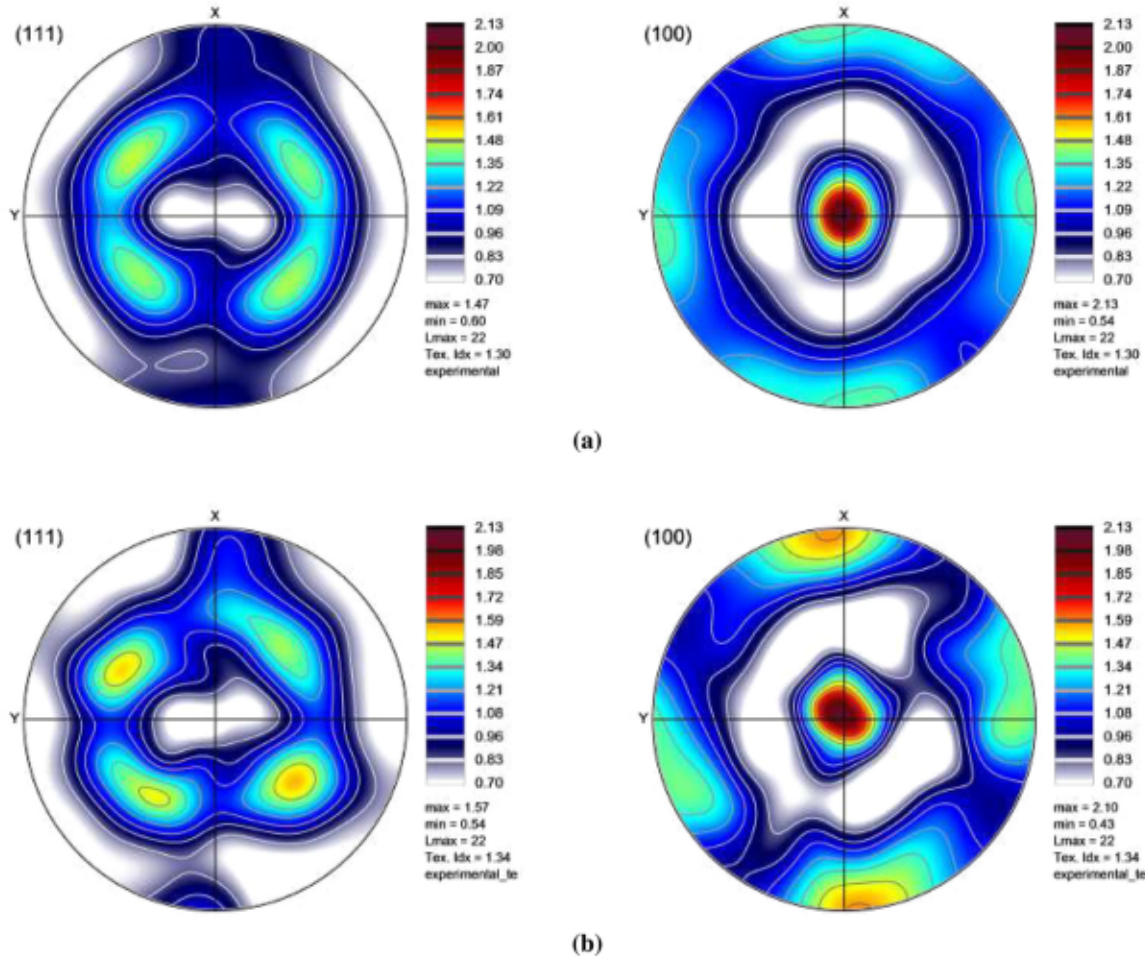 X
(111)
Y
2.13
2.00
1.87
1.74
1.61
1.48
1.35
1.22
1.09
0.96
0.83
0.70
max = 1.47
min = 0.60
Lmax = 22
Tex. Idx = 1.30
experimental
X
(100)
Y
2.13
2.00
1.87
1.74
1.61
1.48
1.35
1.22
1.09
0.96
0.83
0.70
max = 2.13
min = 0.54
Lmax = 22
Tex. Idx = 1.30
experimental
(a)
X
(111)
Y
2.13
1.98
1.85
1.72
1.59
1.47
1.34
1.21
1.08
0.96
0.83
0.70
max = 1.57
min = 0.54
Lmax = 22
Tex. Idx = 1.34
experimental_te
X
(100)
Y
2.13
1.98
1.85
1.72
1.59
1.47
1.34
1.21
1.08
0.96
0.83
0.70
max = 2.10
min = 0.43
Lmax = 22
Tex. Idx = 1.34
experimental_te
(b)